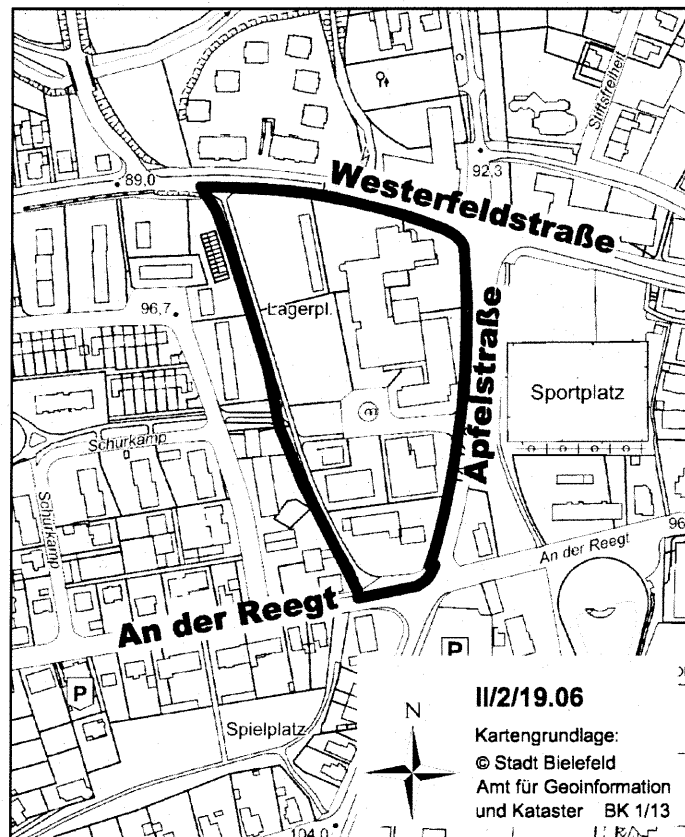 Stiftsfreiheit
89,0
92,3
Westerfeldstraße
96,7
Lagerpl.
Apfelstraße
Sportplatz
Schürkamp
Schürkamp
An der Reegt
96
An der Reegt
P
P
Spielplatz
104,0
N
II/2/19.06
Kartengrundlage:
© Stadt Bielefeld
Amt für Geoinformation
und Kataster BK 1/13